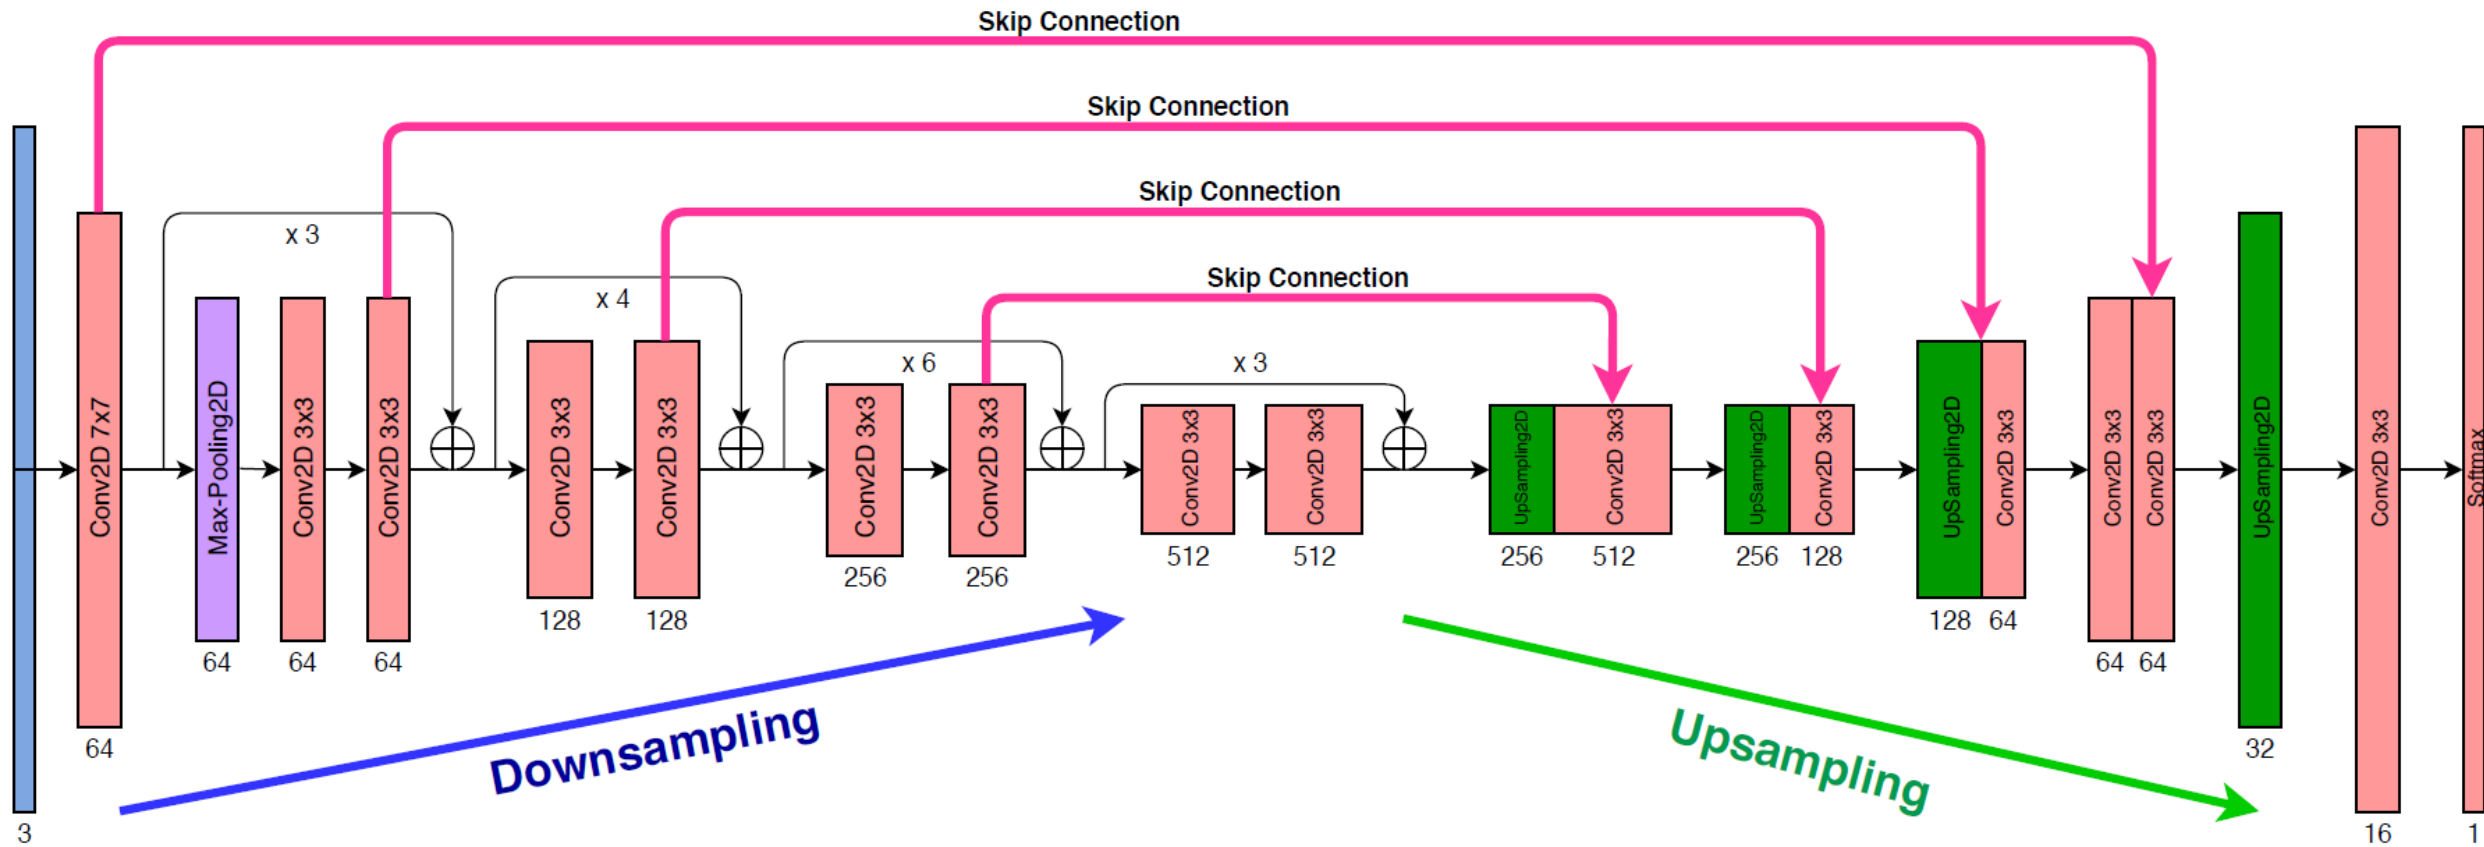 Skip Connection
Skip Connection
Skip Connection
Skip Connection
x 3
x 4
x 6
x 3
Conv2D 7x7
Max-Pooling2D
Conv2D 3x3
Conv2D 3x3
Conv2D 3x3
Conv2D 3x3
Conv2D 3x3
Conv2D 3x3
Conv2D 3x3
Conv2D 3x3
UpSampling2D
Conv2D 3x3
UpSampling2D
Conv2D 3x3
UpSampling2D
Conv2D 3x3
Conv2D 3x3
Conv2D 3x3
UpSampling2D
Conv2D 3x3
Softmax
3
64
64
64
64
128
128
256
256
512
512
256
512
256
128
128
64
64
64
32
16
1
Downsampling
Upsampling